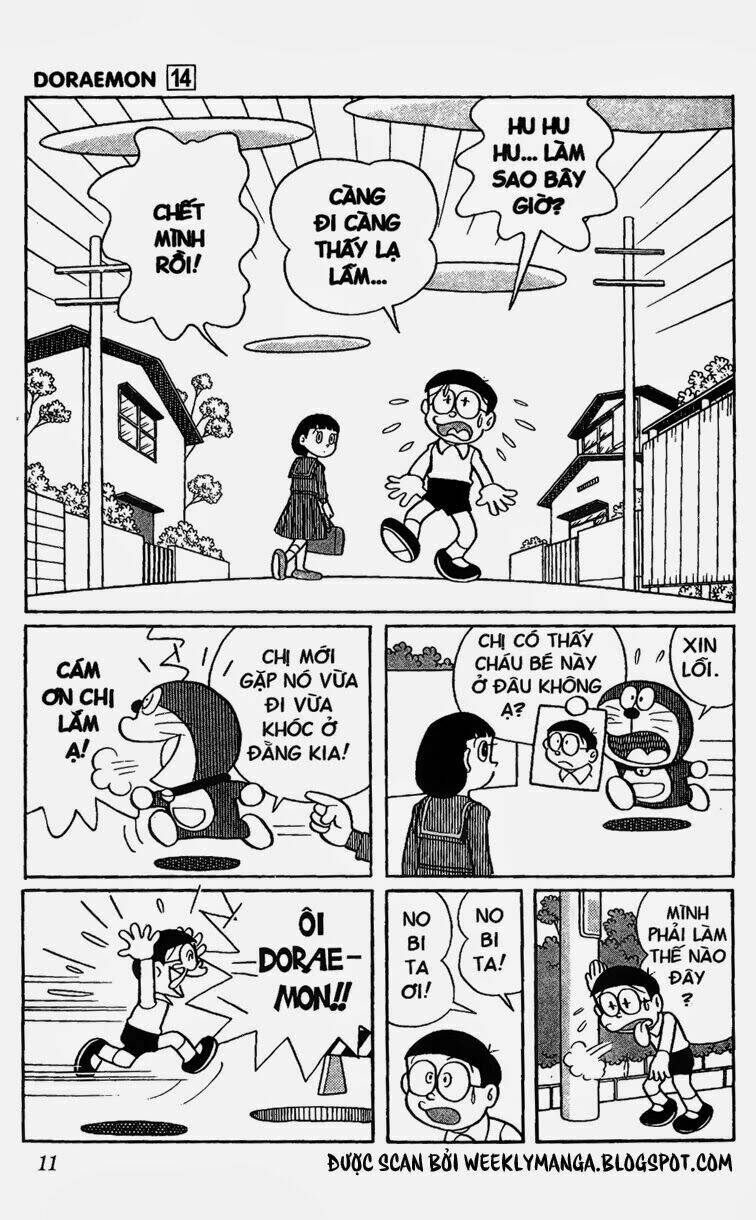 DORAEMON 14
HU HU
HU... LÀM
SAO BÂY
GIỜ?
CÀNG
ĐI CÀNG
THẤY LẠ
LẮM...
CHẾT
MÌNH
RỒI!
XIN
LỖI.
CHỊ CÓ THẤY
CHÁU BÉ NÀY
Ở ĐÂU KHÔNG
Ạ?
CHỊ MỚI
GẶP NÓ VỪA
ĐI VỪA
KHÓC Ở
ĐẰNG KIA!
CÁM
ƠN CHỊ
LẮM
Ạ!
MÌNH
PHẢI LÀM
THẾ NÀO
ĐÂY
?
NO
BI
TA!
NO
BI
TA
ƠI!
ÔI
DORAE-
MON!!
11
ĐƯỢC SCAN BỞI WEEKLYMANGA.BLOGSPOT.COM